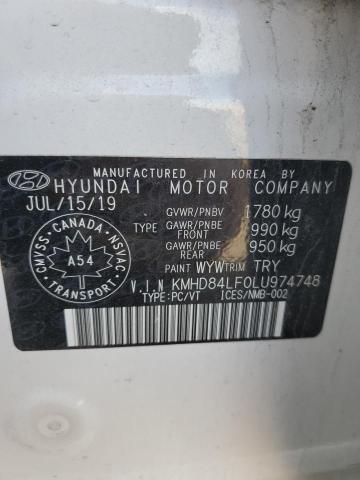 MANUFACTURED IN KOREA BY
HYUNDAI MOTOR COMPANY
JUL/15/19
GVWR/PNBV 1780 kg
TYPE GAWR/PNBE FRONT 990 kg
GAWR/PNBE REAR 950 kg
PAINT WYW TRIM TRY
V.I.N KMHD84LF0LU974748
TYPE:PC/VT ICES/NMB-002
CMVSS · CANADA · NSVAC
A54
TRANSPORT